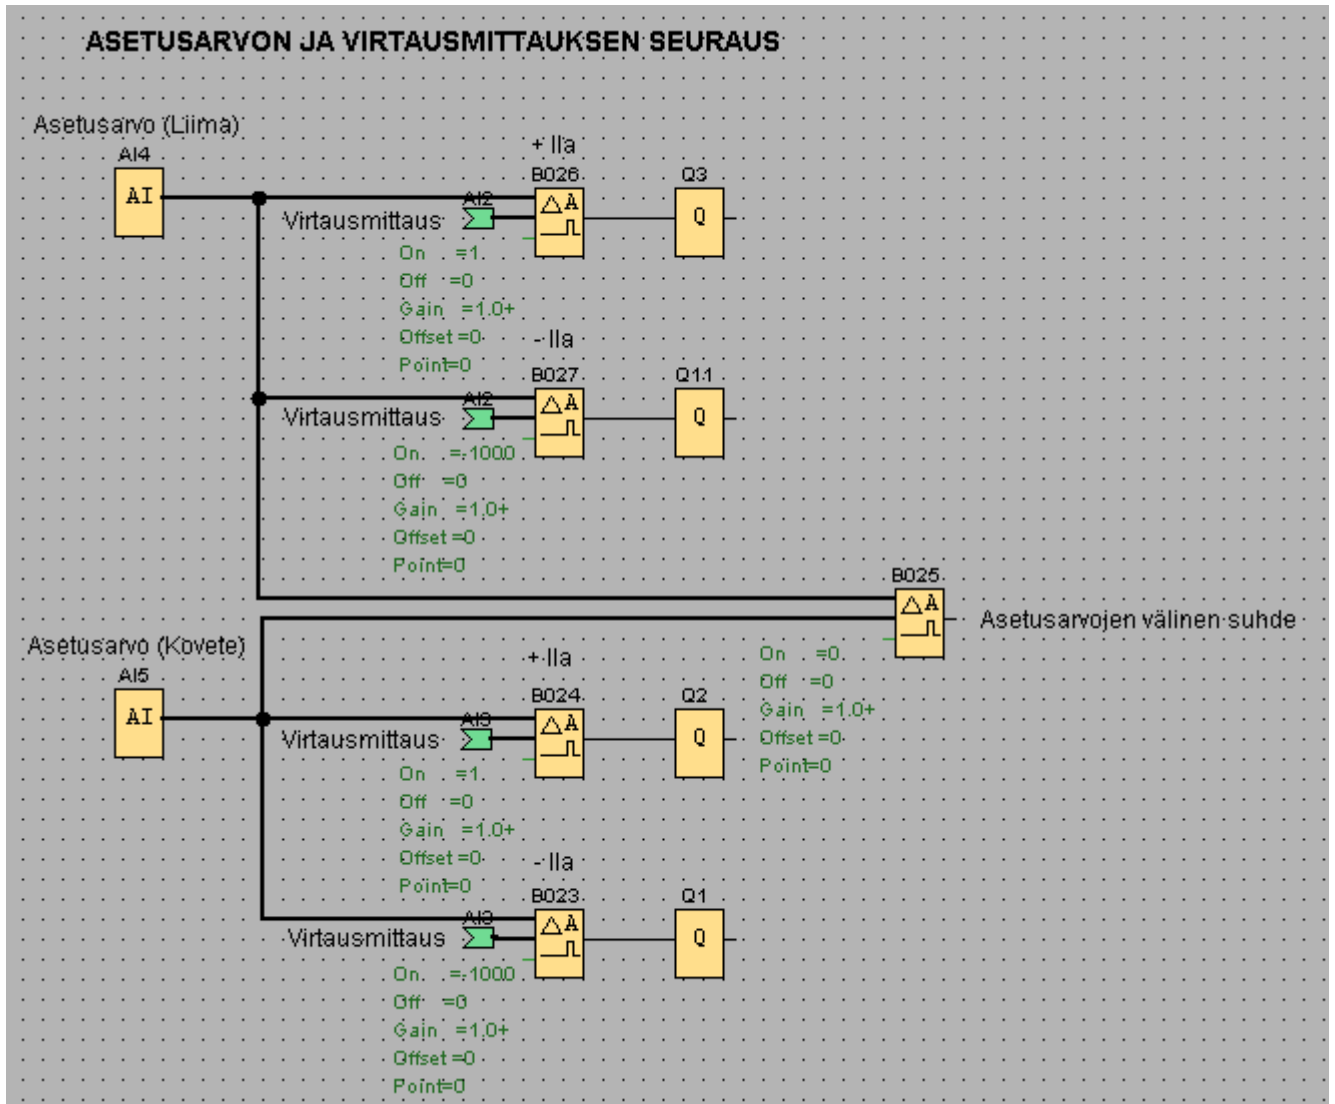 ASETUSARVON JA VIRTAUSMITTAUKSEN SEURAUS
Asetusarvo (Liima)
AI4
AI
+ lla
B026
A
Q3
Q
AI2
Virtausmittaus
On =1
Off =0
Gain =1.0+
Offset=0
Point=0
- lla
B027
A
Q11
Q
AI2
Virtausmittaus
On =-1000
Off =0
Gain =1.0+
Offset=0
Point=0
B025
A
Asetusarvojen välinen suhde
On =0
Off =0
Gain =1.0+
Offset=0
Point=0
Asetusarvo (Kovete)
AI5
AI
+ lla
B024
A
Q2
Q
AI3
Virtausmittaus
On =1
Off =0
Gain =1.0+
Offset=0
Point=0
- lla
B023
A
Q1
Q
AI3
Virtausmittaus
On =-1000
Off =0
Gain =1.0+
Offset=0
Point=0